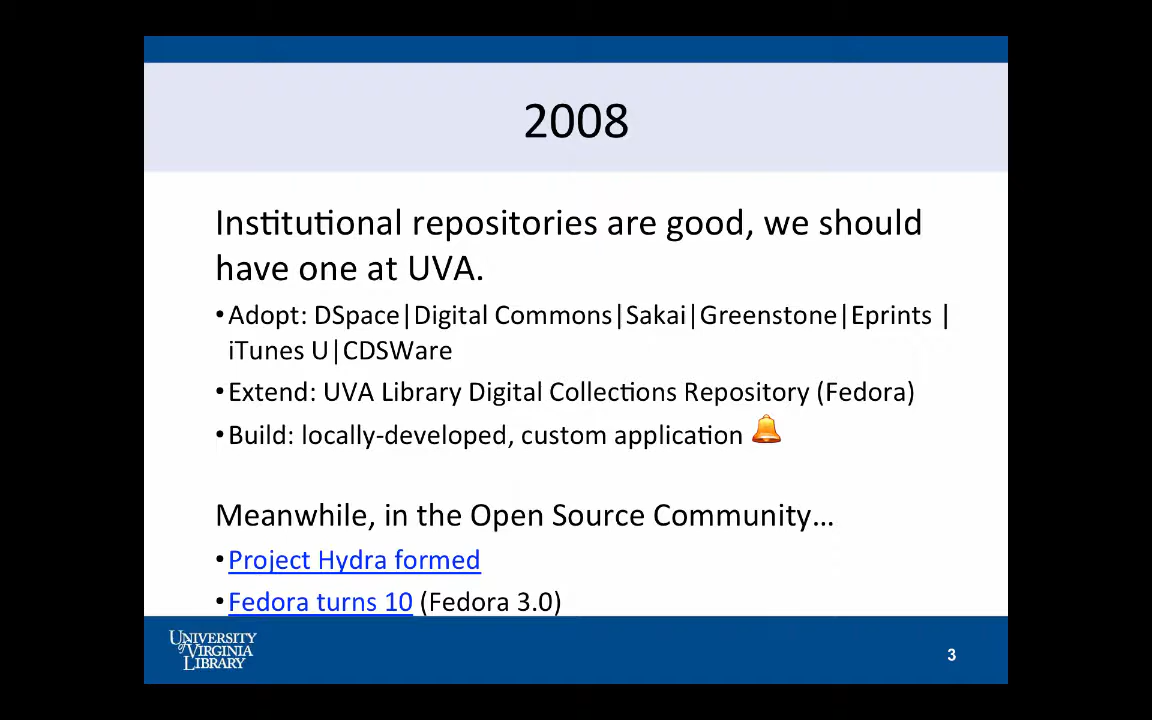 2008
Institutional repositories are good, we should
have one at UVA.
•Adopt: DSpace|Digital Commons|Sakai|Greenstone|Eprints |
iTunes U|CDSWare
•Extend: UVA Library Digital Collections Repository (Fedora)
•Build: locally-developed, custom application
Meanwhile, in the Open Source Community…
•Project Hydra formed
•Fedora turns 10 (Fedora 3.0)
UNIVERSITY
of VIRGINIA
LIBRARY
3